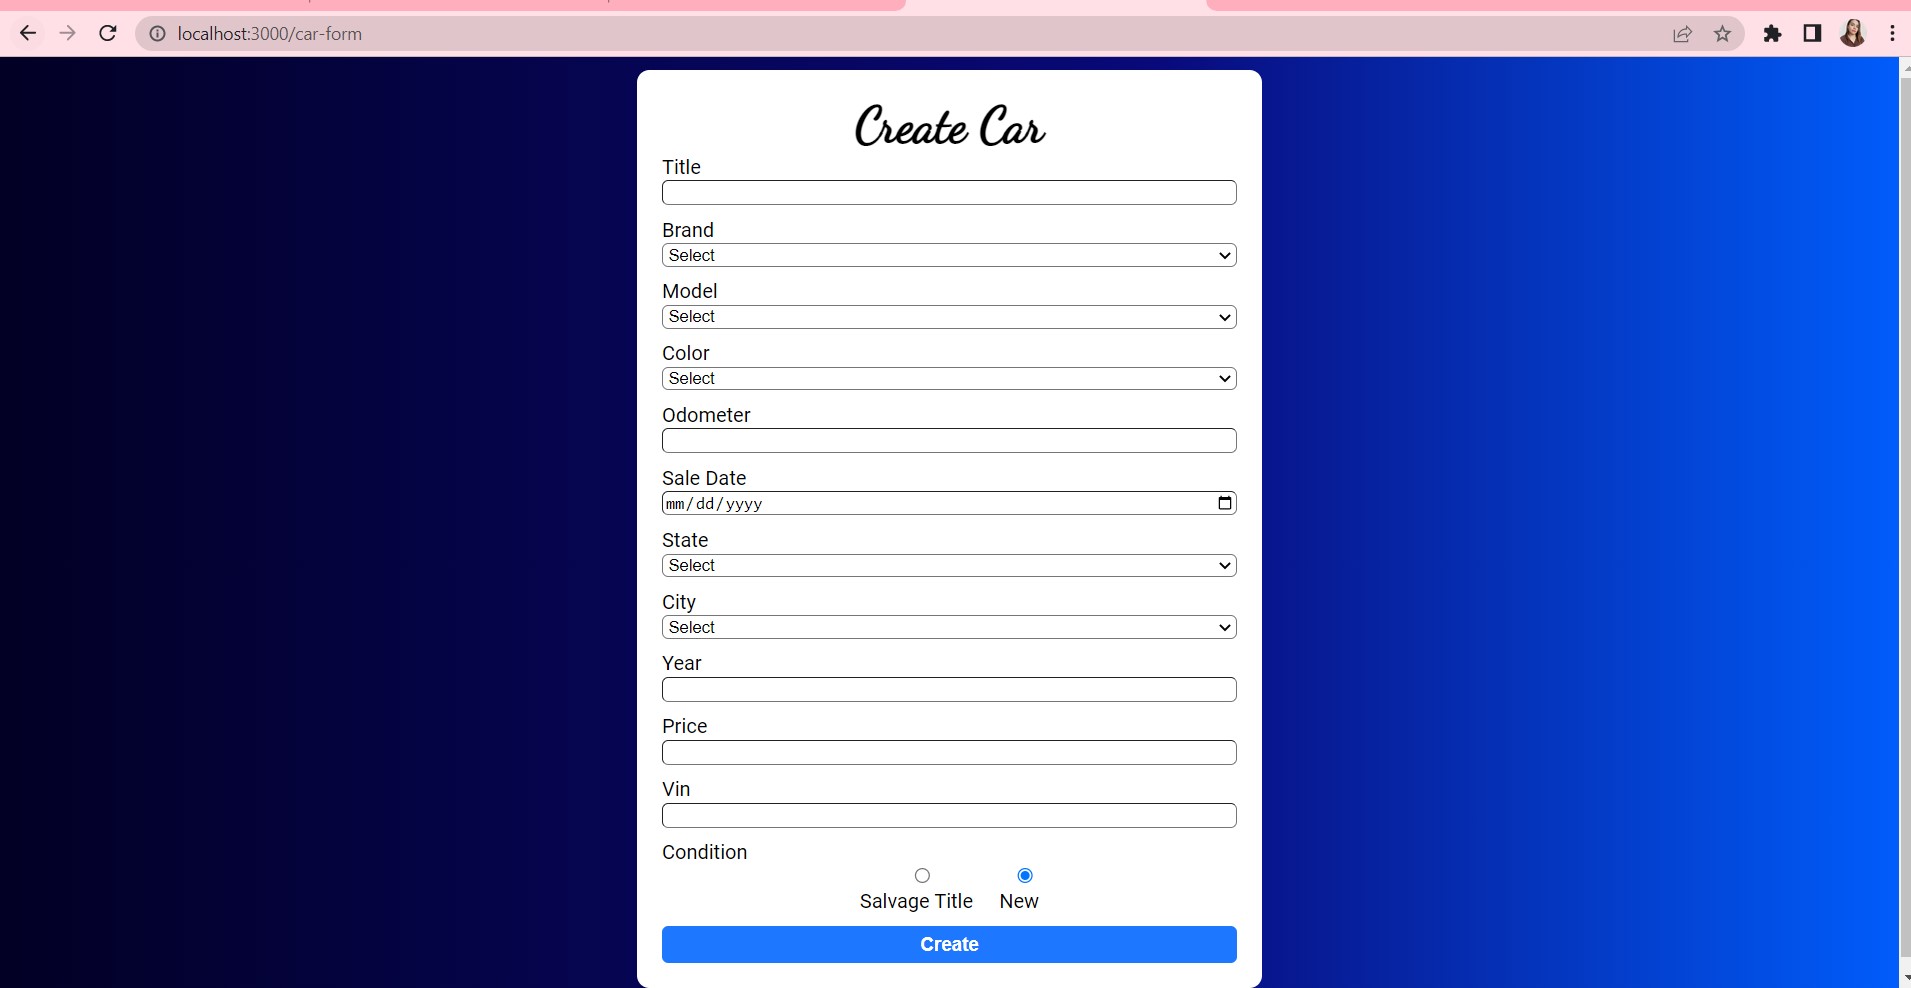 localhost:3000/car-form
Create Car
Title
Brand
Select
Model
Select
Color
Select
Odometer
Sale Date
mm/dd/yyyy
State
Select
City
Select
Year
Price
Vin
Condition
Salvage Title New
Create